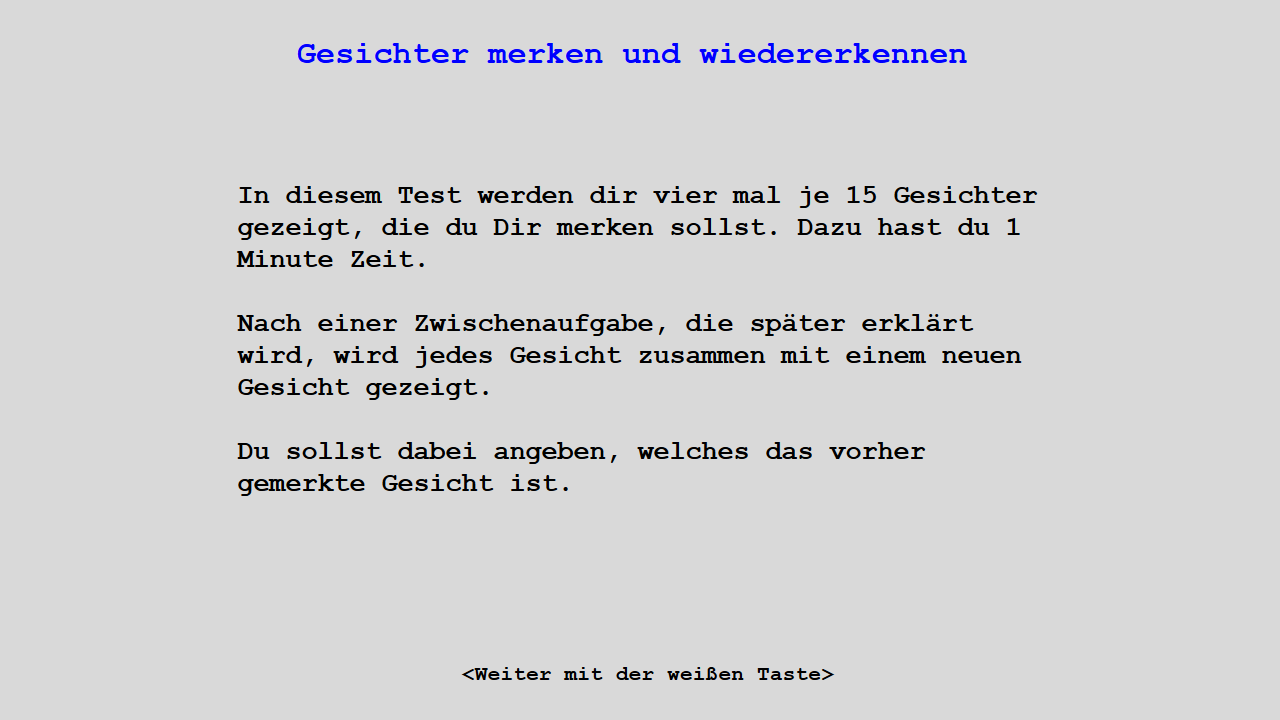 Gesichter merken und wiedererkennen
In diesem Test werden dir vier mal je 15 Gesichter
gezeigt, die du Dir merken sollst. Dazu hast du 1
Minute Zeit.
Nach einer Zwischenaufgabe, die später erklärt
wird, wird jedes Gesicht zusammen mit einem neuen
Gesicht gezeigt.
Du sollst dabei angeben, welches das vorher
gemerkte Gesicht ist.
<Weiter mit der weißen Taste>